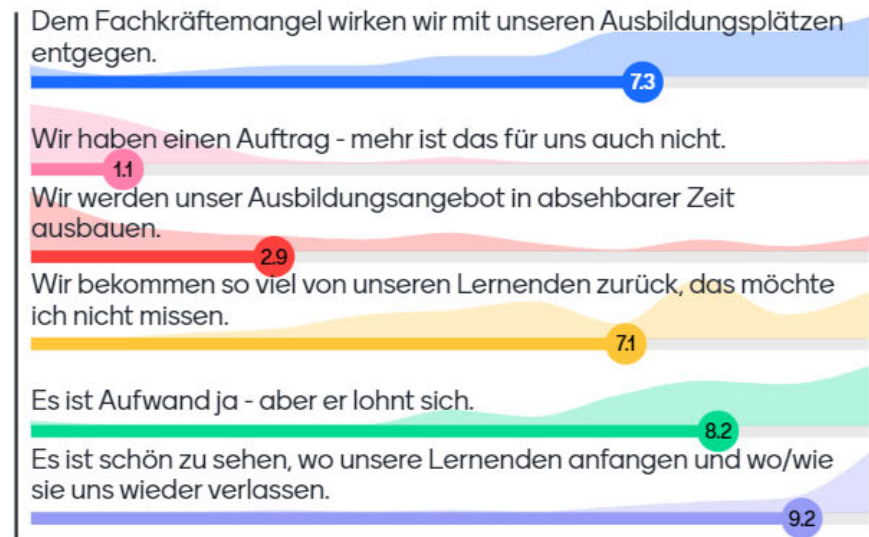 Dem Fachkräftemangel wirken wir mit unseren Ausbildungsplätzen
entgegen.
7.3
Wir haben einen Auftrag - mehr ist das für uns auch nicht.
1.1
Wir werden unser Ausbildungsangebot in absehbarer Zeit
ausbauen.
2.9
Wir bekommen so viel von unseren Lernenden zurück, das möchte
ich nicht missen.
7.1
Es ist Aufwand ja - aber er lohnt sich.
8.2
Es ist schön zu sehen, wo unsere Lernenden anfangen und wo/wie
sie uns wieder verlassen.
9.2